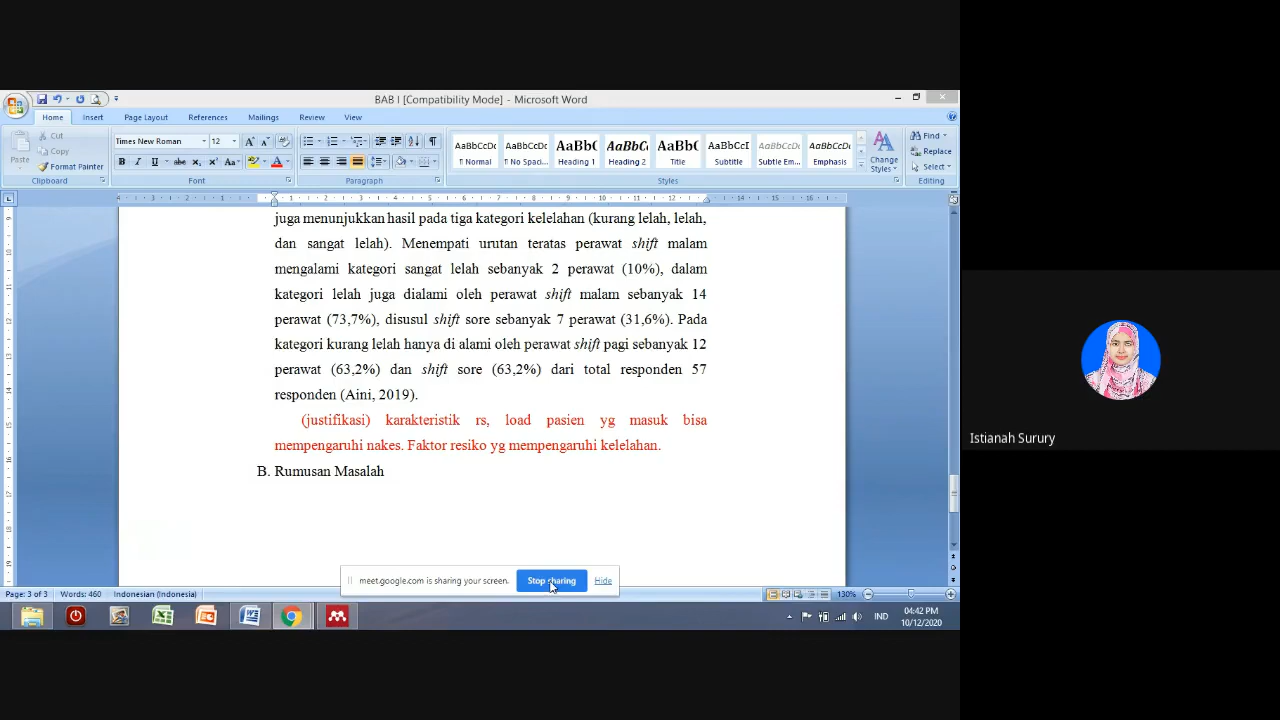 BAB I [Compatibility Mode] - Microsoft Word
Home Insert Page Layout References Mailings Review View
Paste
Cut
Copy
Format Painter
Clipboard
Times New Roman 12
Font
Paragraph
AaBbCcDc AaBbCcDc AaBbC AaBbCc AaBbC AaBbCcI AaBbCcDc AaBbCcDc
¶ Normal ¶ No Spaci... Heading 1 Heading 2 Title Subtitle Subtle Em... Emphasis
Change Styles
Styles
Find
Replace
Select
Editing
juga menunjukkan hasil pada tiga kategori kelelahan (kurang lelah, lelah,
dan sangat lelah). Menempati urutan teratas perawat shift malam
mengalami kategori sangat lelah sebanyak 2 perawat (10%), dalam
kategori lelah juga dialami oleh perawat shift malam sebanyak 14
perawat (73,7%), disusul shift sore sebanyak 7 perawat (31,6%). Pada
kategori kurang lelah hanya di alami oleh perawat shift pagi sebanyak 12
perawat (63,2%) dan shift sore (63,2%) dari total responden 57
responden (Aini, 2019).
(justifikasi) karakteristik rs, load pasien yg masuk bisa
mempengaruhi nakes. Faktor resiko yg mempengaruhi kelelahan.
B. Rumusan Masalah
meet.google.com is sharing your screen. Stop sharing Hide
Page: 3 of 3 Words: 460 Indonesian (Indonesia) 130%
IND 04:42 PM
10/12/2020
Istianah Surury